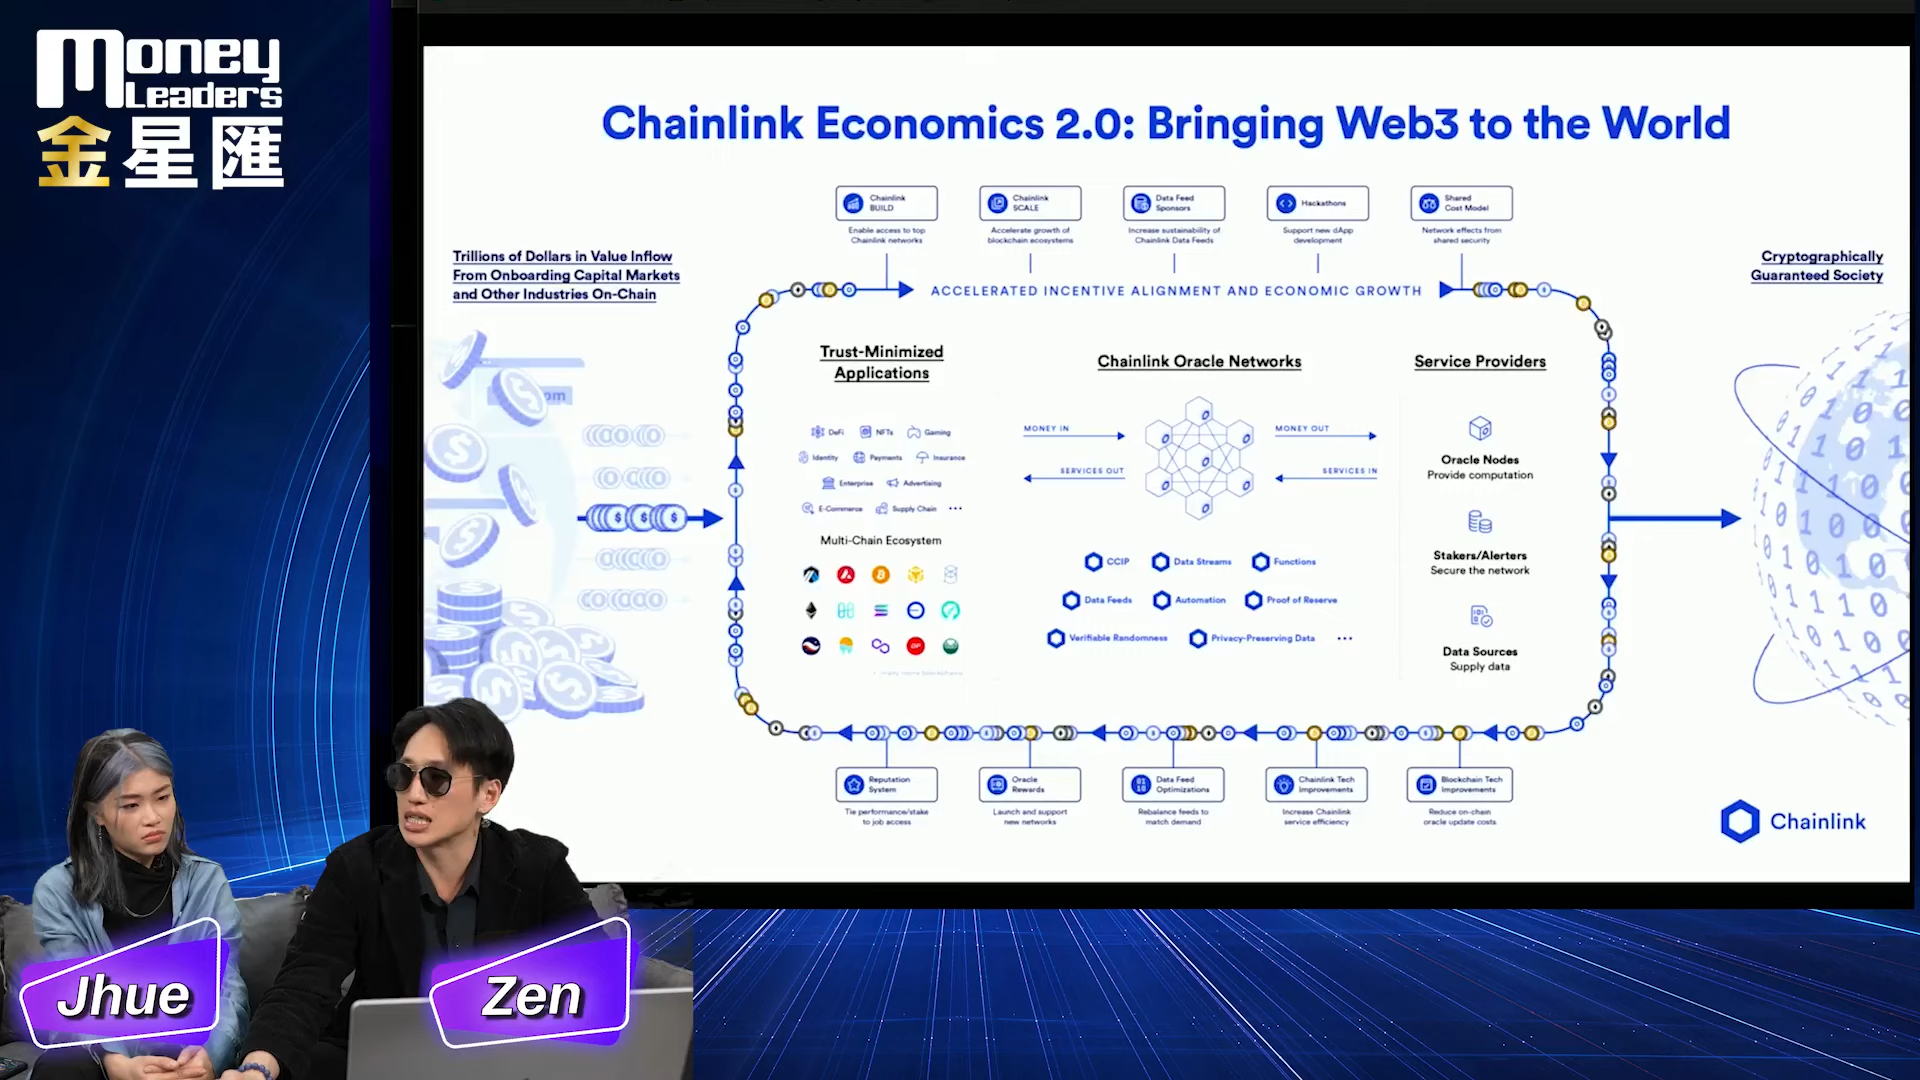 Money
Leaders
金星匯
Chainlink Economics 2.0: Bringing Web3 to the World
Chainlink
BUILD
Enable access to top
Chainlink networks
Chainlink
SCALE
Accelerate growth of
blockchain ecosystems
Data Feed
Sponsors
Increase sustainability of
Chainlink Data Feeds
Hackathons
Support new dApp
development
Shared
Cost Model
Network effects from
shared security
Trillions of Dollars in Value Inflow
From Onboarding Capital Markets
and Other Industries On-Chain
Cryptographically
Guaranteed Society
ACCELERATED INCENTIVE ALIGNMENT AND ECONOMIC GROWTH
Trust-Minimized
Applications
DeFi NFTs Gaming
Identity Payments Insurance
Enterprise Advertising
E-Commerce Supply Chain ...
Multi-Chain Ecosystem
Chainlink Oracle Networks
MONEY IN
SERVICES OUT
MONEY OUT
SERVICES IN
CCIP Data Streams Functions
Data Feeds Automation Proof of Reserve
Verifiable Randomness Privacy-Preserving Data ...
Service Providers
Oracle Nodes
Provide computation
Stakers/Alerters
Secure the network
Data Sources
Supply data
Reputation
System
Tie performance/stake
to job access
Oracle
Rewards
Launch and support
new networks
Data Feed
Optimizations
Rebalance feeds to
match demand
Chainlink Tech
Improvements
Increase Chainlink
service efficiency
Blockchain Tech
Improvements
Reduce on-chain
oracle update costs
Chainlink
Jhue
Zen